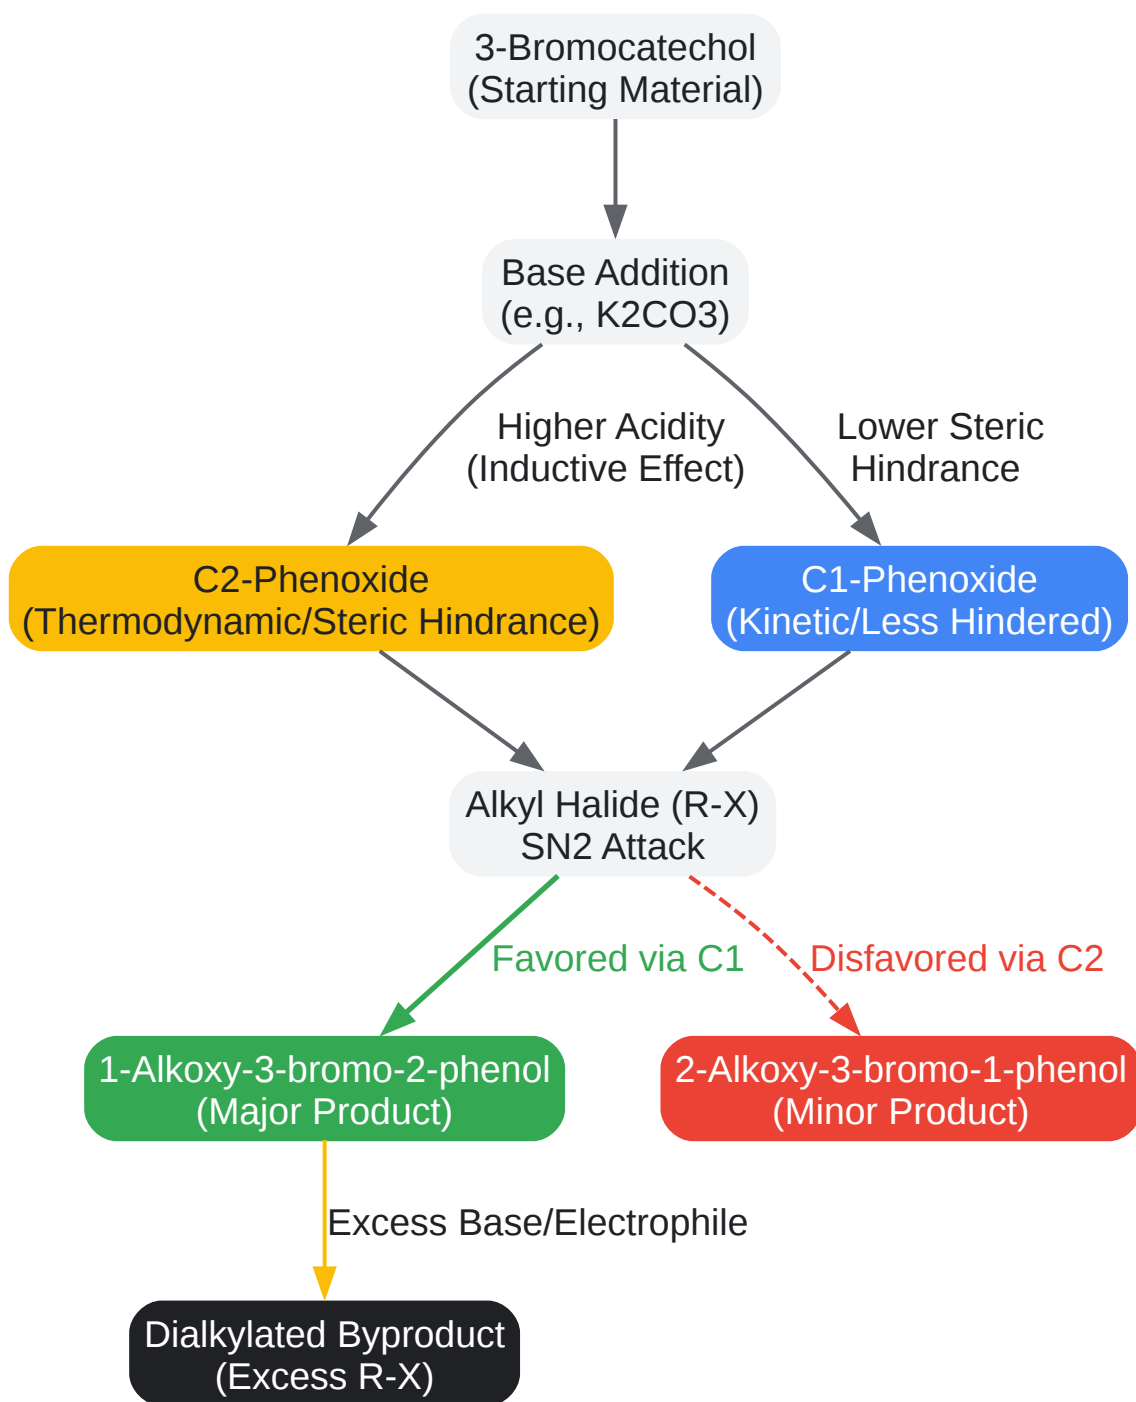 3-Bromocatechol
(Starting Material)
Base Addition
(e.g., K2CO3)
Higher Acidity
(Inductive Effect)
Lower Steric
Hindrance
C2-Phenoxide
(Thermodynamic/Steric Hindrance)
C1-Phenoxide
(Kinetic/Less Hindered)
Alkyl Halide (R-X)
SN2 Attack
Favored via C1
Disfavored via C2
1-Alkoxy-3-bromo-2-phenol
(Major Product)
2-Alkoxy-3-bromo-1-phenol
(Minor Product)
Excess Base/Electrophile
Dialkylated Byproduct
(Excess R-X)